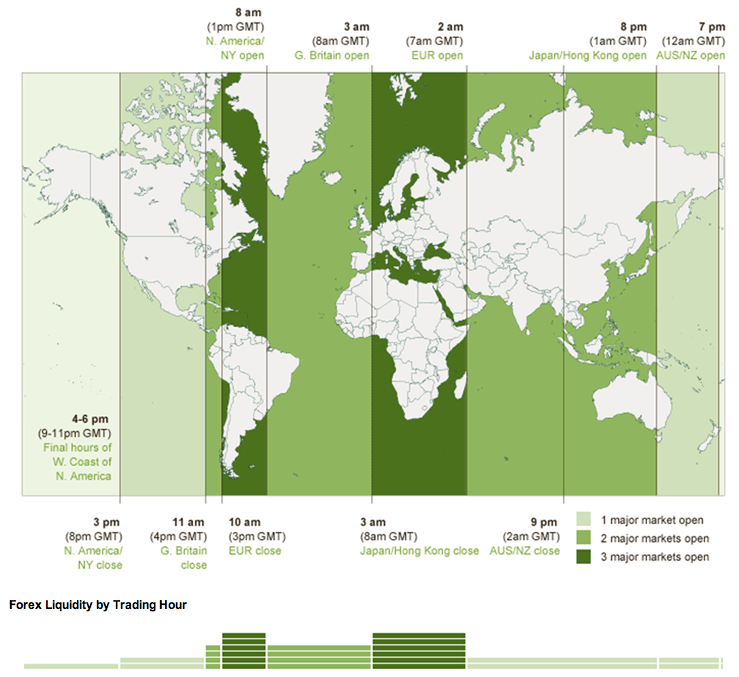 8 am
(1pm GMT)
N. America/
NY open
3 am
(8am GMT)
G. Britain open
2 am
(7am GMT)
EUR open
8 pm
(1am GMT)
Japan/Hong Kong open
7 pm
(12am GMT)
AUS/NZ open
4-6 pm
(9-11pm GMT)
Final hours of
W. Coast of
N. America
3 pm
(8pm GMT)
N. America/
NY close
11 am
(4pm GMT)
G. Britain
close
10 am
(3pm GMT)
EUR close
3 am
(8am GMT)
Japan/Hong Kong close
9 pm
(2am GMT)
AUS/NZ close
1 major market open
2 major markets open
3 major markets open
Forex Liquidity by Trading Hour